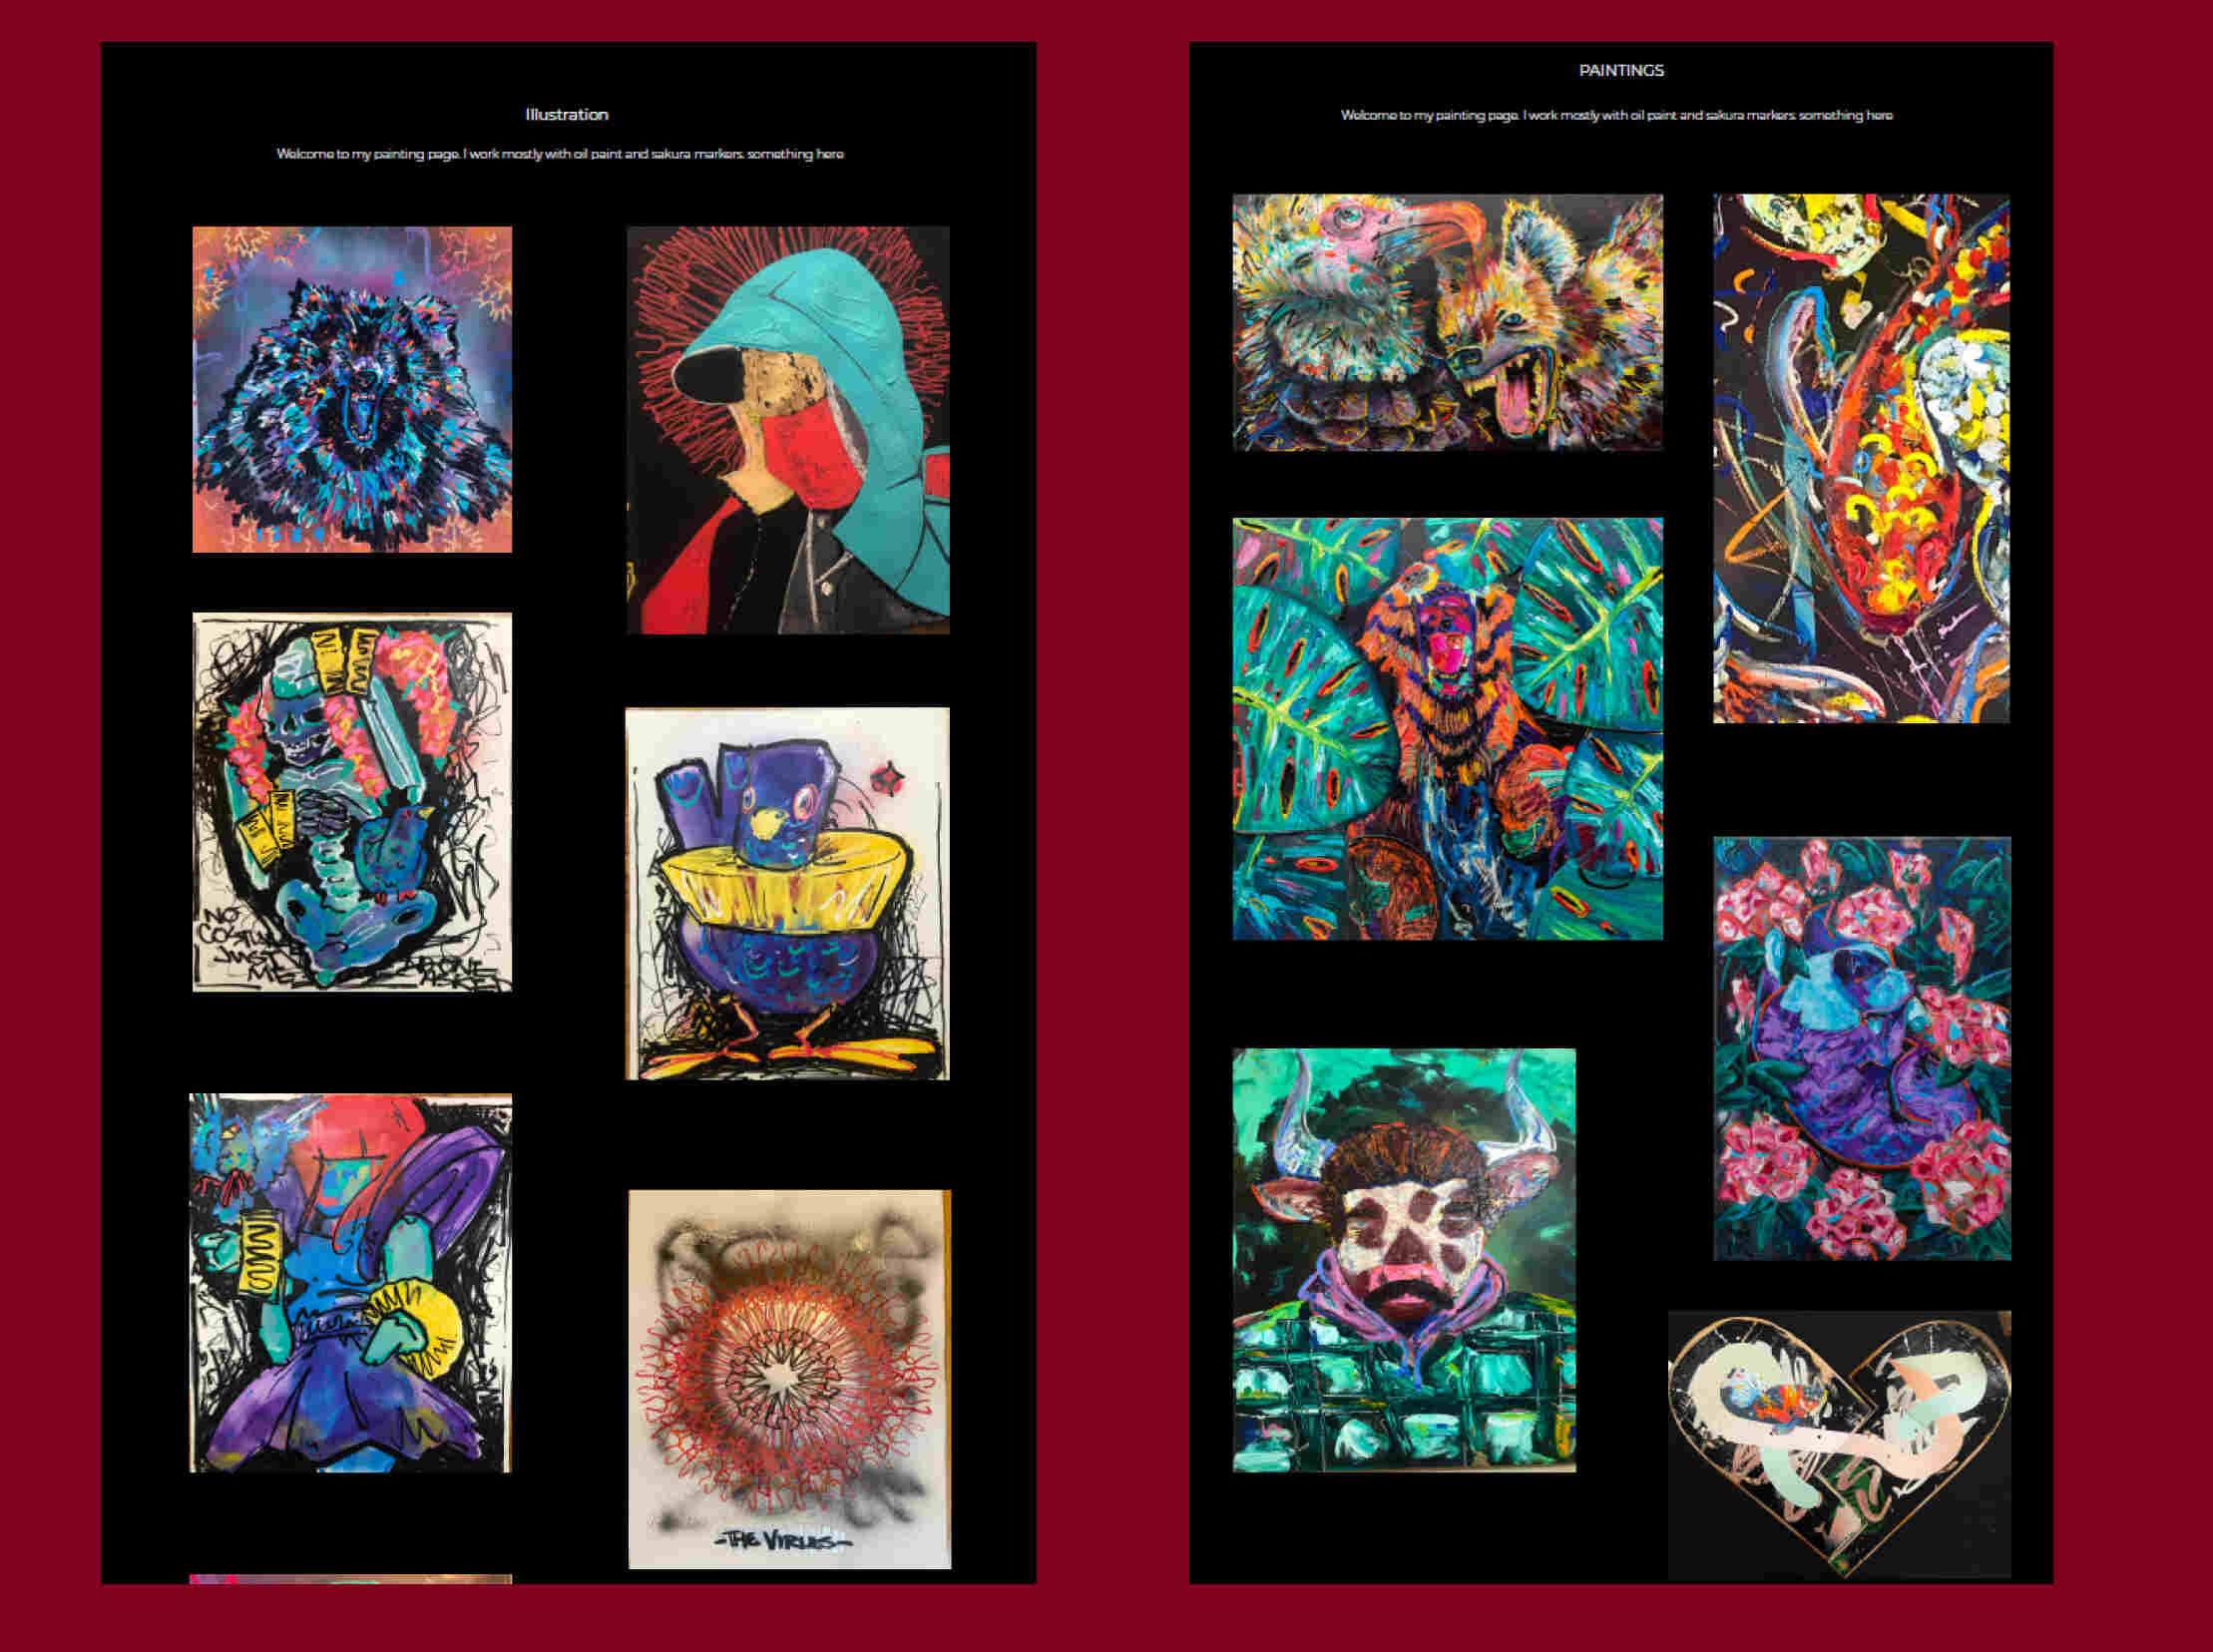 Illustration
Welcome to my painting page. I work mostly with oil paint and sakura markers. something here
NO
JUST
ME
-THE VIRUS-
PAINTINGS
Welcome to my painting page. I work mostly with oil paint and sakura markers. something here